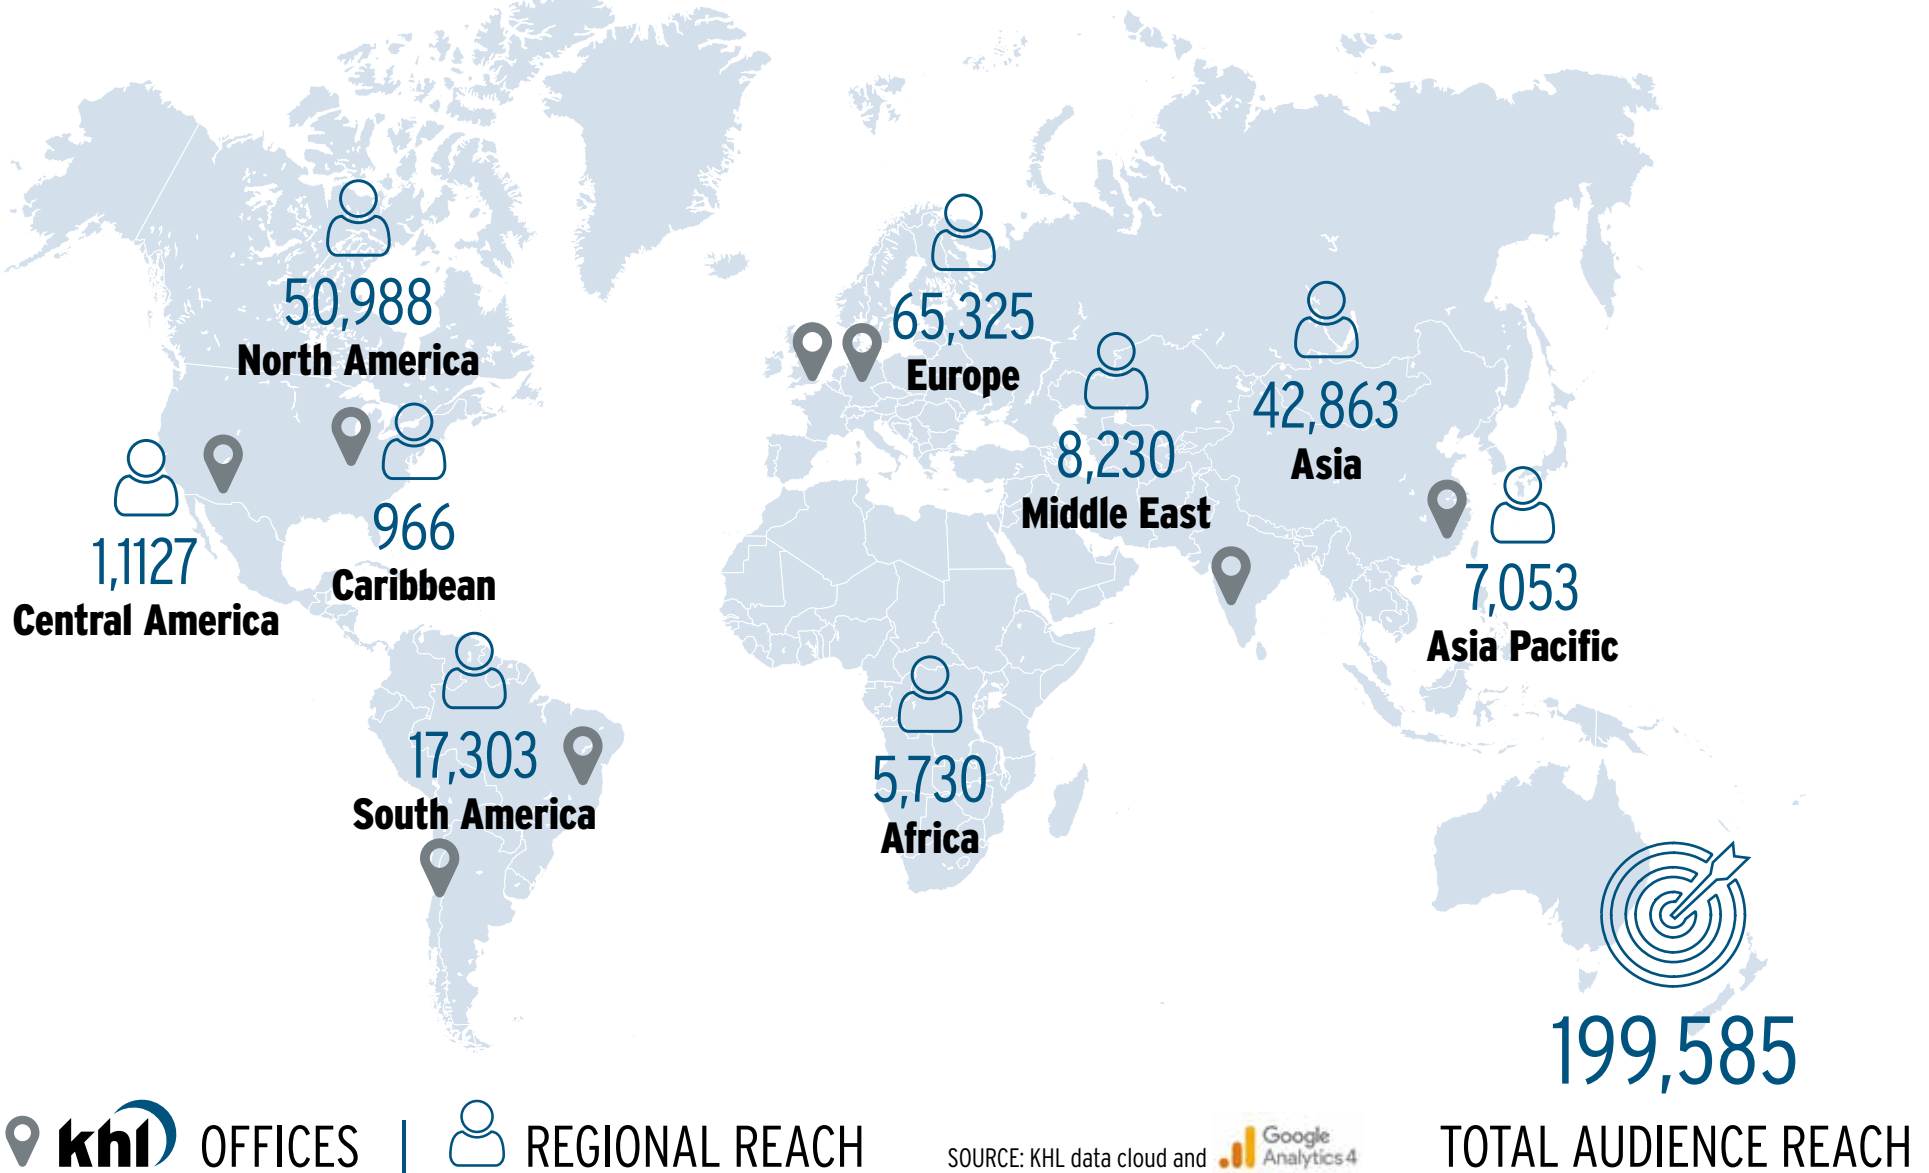 50,988
North America
65,325
Europe
42,863
Asia
8,230
Middle East
966
Caribbean
1,1127
Central America
7,053
Asia Pacific
17,303
South America
5,730
Africa
199,585
TOTAL AUDIENCE REACH
khl OFFICES
REGIONAL REACH
SOURCE: KHL data cloud and
Google
Analytics 4